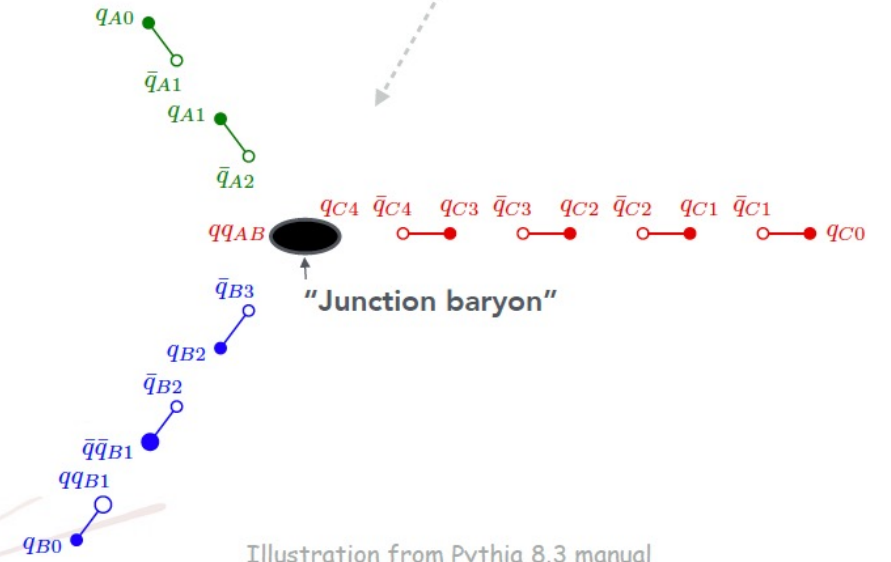 q_{A0}
q̄_{A1}
q_{A1}
q̄_{A2}
qq_{AB}
q_{C4} q̄_{C4} q_{C3} q̄_{C3} q_{C2} q̄_{C2} q_{C1} q̄_{C1} q_{C0}
q̄_{B3}
“Junction baryon”
q_{B2}
q̄_{B2}
q̄q̄_{B1}
qq_{B1}
q_{B0}
Illustration from Pythia 8.3 manual